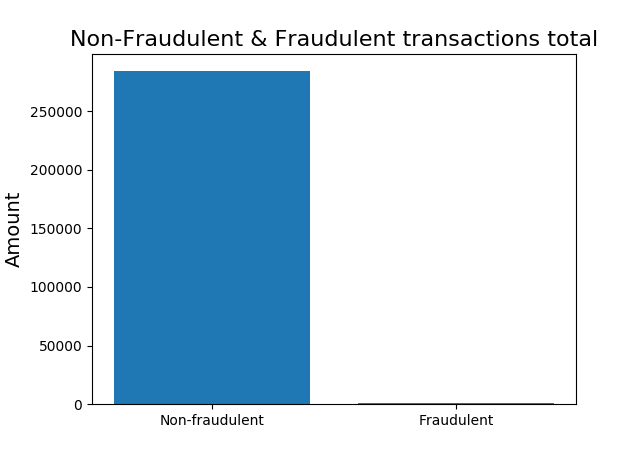 Non-Fraudulent & Fraudulent transactions total
Amount
250000
200000
150000
100000
50000
0
Non-fraudulent
Fraudulent